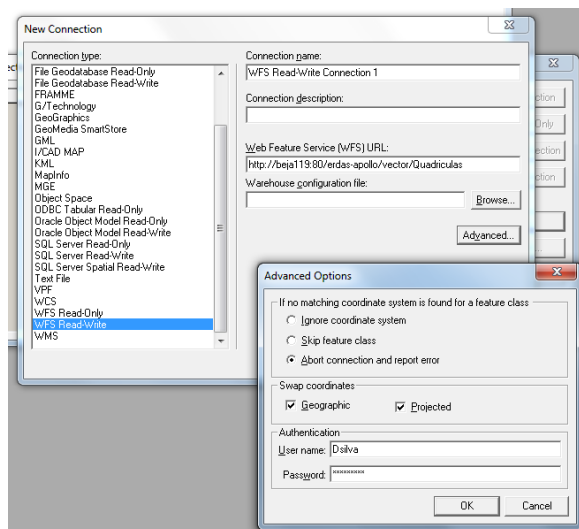 New Connection
Connection type:
File Geodatabase Read-Only
File Geodatabase Read-Write
FRAMME
G/Technology
GeoGraphics
GeoMedia SmartStore
GML
I/CAD MAP
KML
MapInfo
MGE
Object Space
ODBC Tabular Read-Only
Oracle Object Model Read-Only
Oracle Object Model Read-Write
SQL Server Read-Only
SQL Server Read-Write
SQL Server Spatial Read-Write
Text File
VPF
WCS
WFS Read-Only
WFS Read-Write
WMS
Connection name:
WFS Read-Write Connection 1
Connection description:
Web Feature Service (WFS) URL:
http://beja119:80/erdas-apollo/vector/Quadriculas
Warehouse configuration file:
Browse...
Advanced...
Advanced Options
If no matching coordinate system is found for a feature class
Ignore coordinate system
Skip feature class
Abort connection and report error
Swap coordinates
Geographic
Projected
Authentication
User name: Dsilva
Password: ×××××××××
OK
Cancel